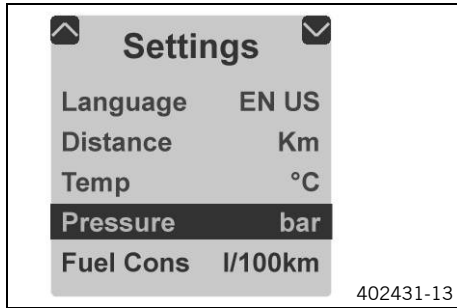 Settings
Language EN US
Distance Km
Temp °C
Pressure bar
Fuel Cons l/100km
402431-13